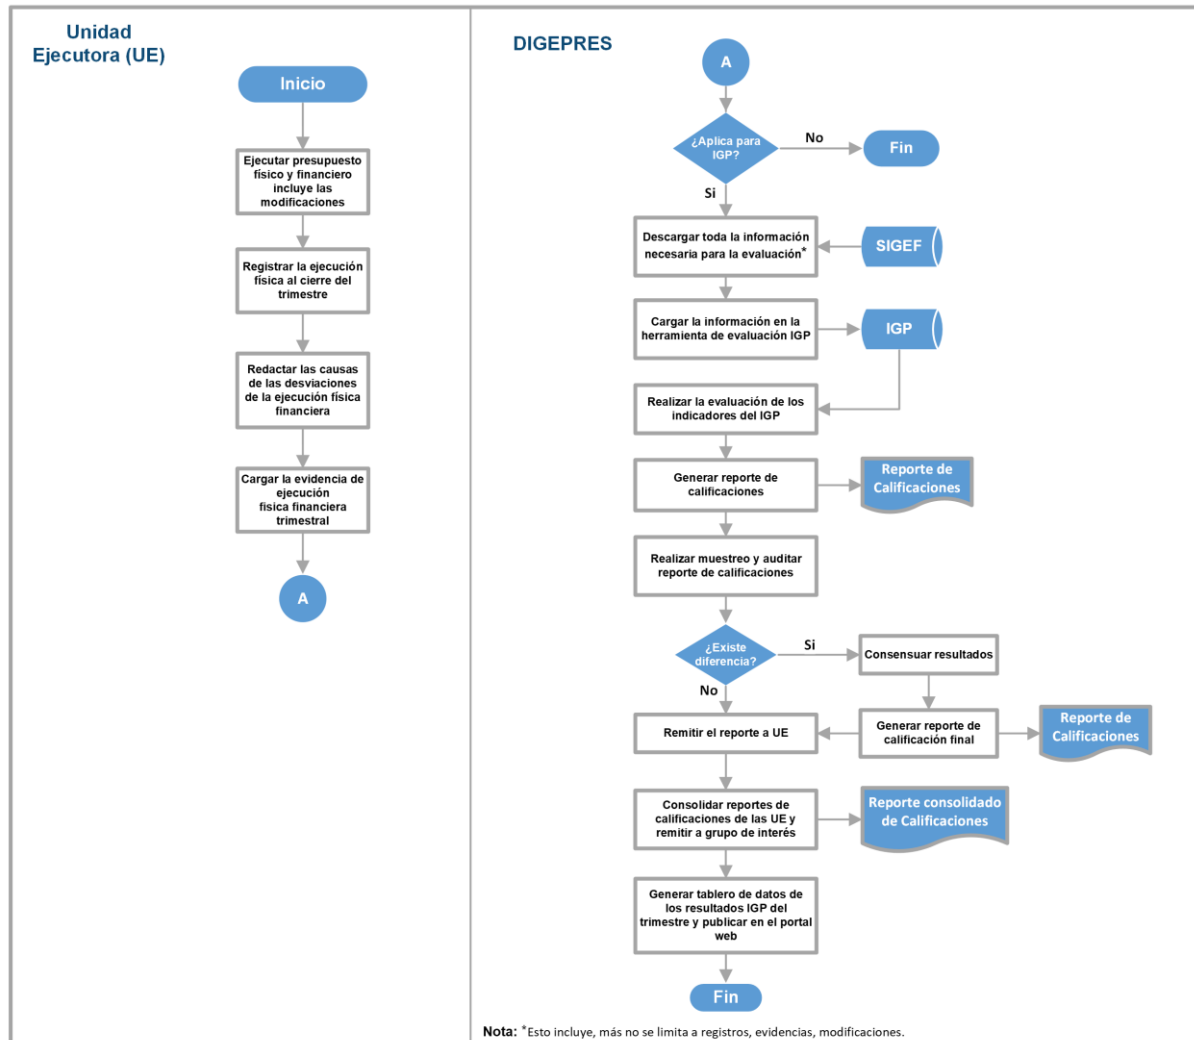 Unidad
Ejecutora (UE)
Inicio
Ejecutar presupuesto
físico y financiero
incluye las
modificaciones
Registrar la ejecución
física al cierre del
trimestre
Redactar las causas
de las desviaciones
de la ejecución física
financiera
Cargar la evidencia de
ejecución
fisica financiera
trimestral
A
DIGEPRES
A
¿Aplica para
IGP?
No
Fin
Si
Descargar toda la información
necesaria para la evaluación*
SIGEF
Cargar la información en la
herramienta de evaluación IGP
IGP
Realizar la evaluación de los
indicadores del IGP
Generar reporte de
calificaciones
Reporte de
Calificaciones
Realizar muestreo y auditar
reporte de calificaciones
¿Existe
diferencia?
Si
Consensuar resultados
No
Remitir el reporte a UE
Generar reporte de
calificación final
Reporte de
Calificaciones
Consolidar reportes de
calificaciones de las UE y
remitir a grupo de interés
Reporte consolidado
de Calificaciones
Generar tablero de datos de
los resultados IGP del
trimestre y publicar en el portal
web
Fin
Nota: *Esto incluye, más no se limita a registros, evidencias, modificaciones.